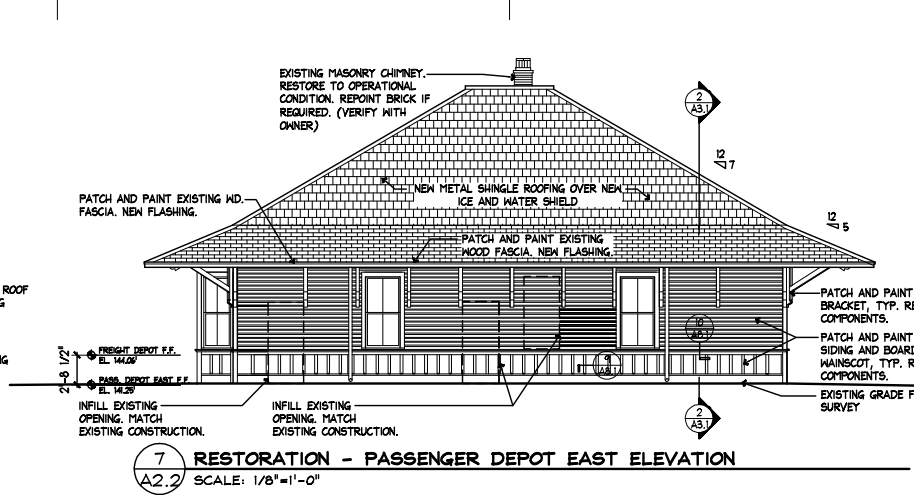 EXISTING MASONRY CHIMNEY.
RESTORE TO OPERATIONAL
CONDITION. REPOINT BRICK IF
REQUIRED. (VERIFY WITH
OWNER)
2
A3.1
12
7
NEW METAL SHINGLE ROOFING OVER NEW
ICE AND WATER SHIELD
PATCH AND PAINT EXISTING WD.
FASCIA. NEW FLASHING.
12
5
PATCH AND PAINT EXISTING
WOOD FASCIA. NEW FLASHING.
ROOF
PATCH AND PAINT
BRACKET, TYP. RE
COMPONENTS.
10
A8.1
PATCH AND PAINT
SIDING AND BOARD
WAINSCOT, TYP. R
COMPONENTS.
FREIGHT DEPOT F.F.
EL. 144.06'
2'-8 1/2"
9
A8.1
PASS. DEPOT EAST F.F.
EL. 141.25'
EXISTING GRADE F
SURVEY
INFILL EXISTING
OPENING. MATCH
EXISTING CONSTRUCTION.
INFILL EXISTING
OPENING. MATCH
EXISTING CONSTRUCTION.
2
A3.1
7
A2.2
RESTORATION - PASSENGER DEPOT EAST ELEVATION
SCALE: 1/8"=1'-0"